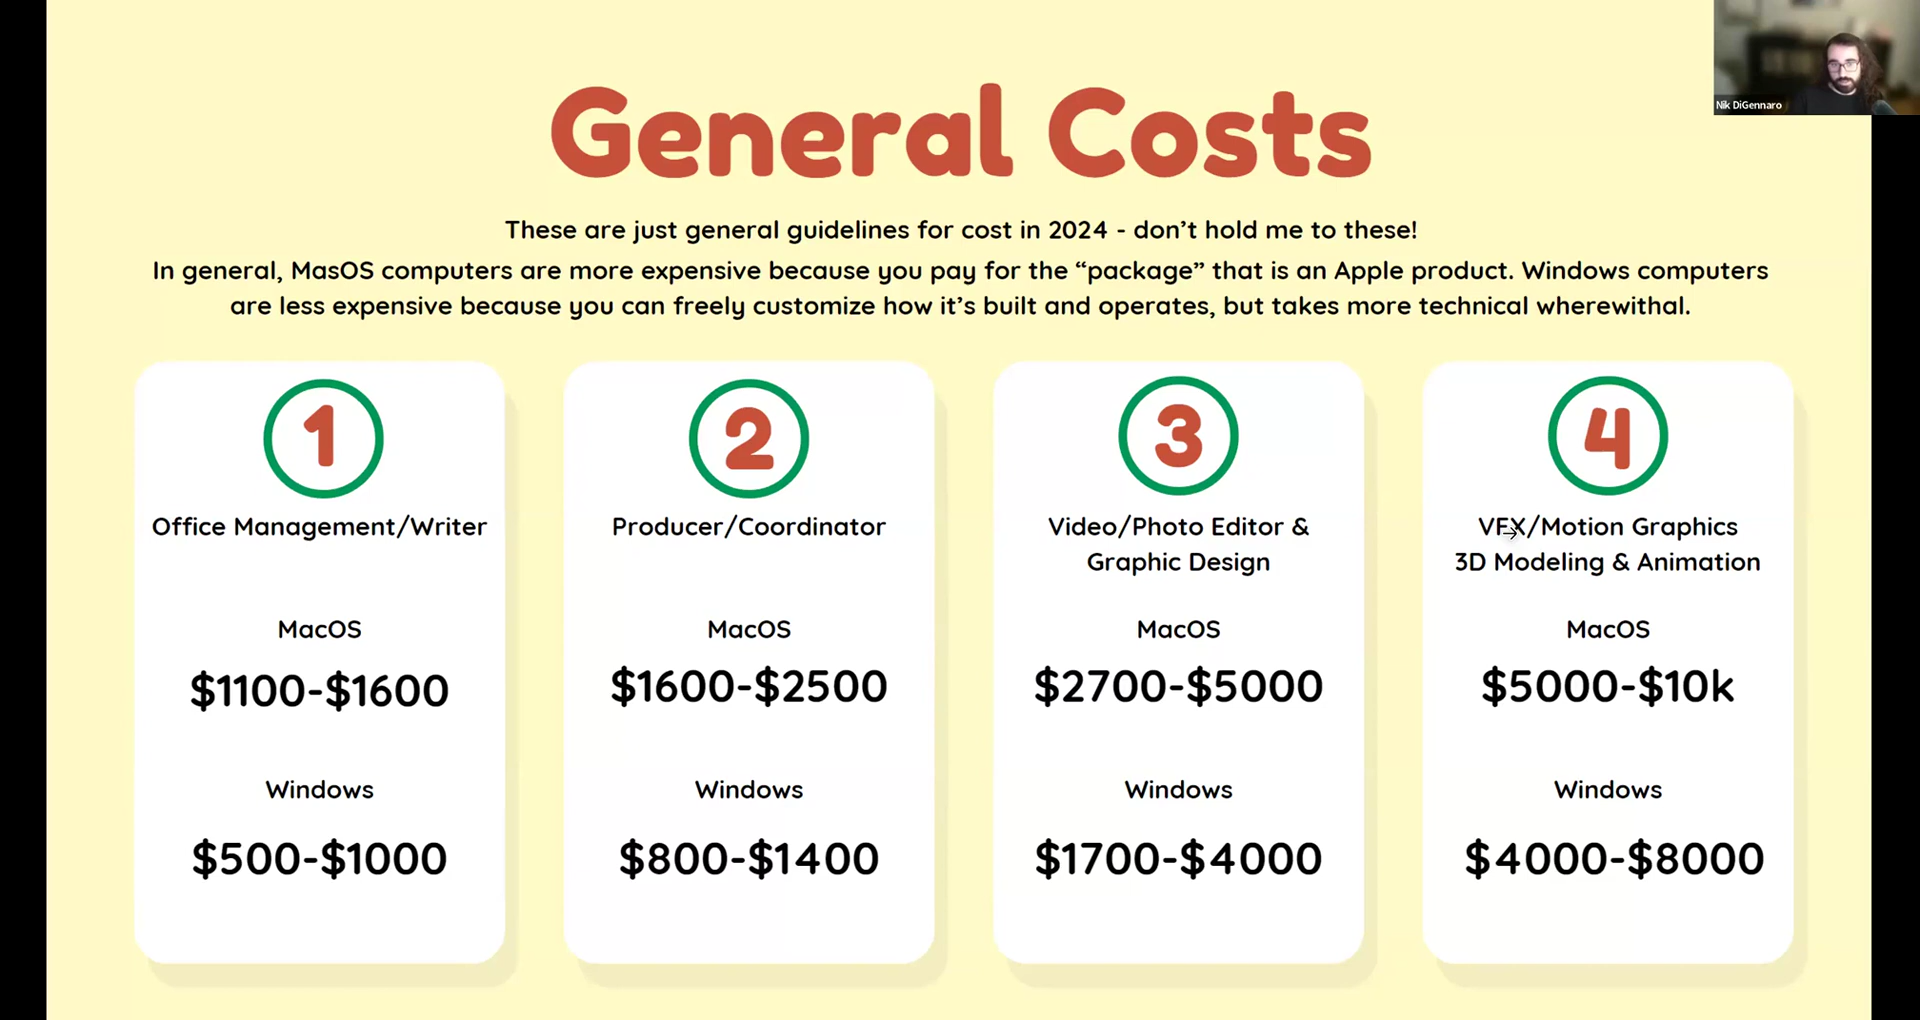 Nik DiGennaro
General Costs
These are just general guidelines for cost in 2024 - don’t hold me to these!
In general, MasOS computers are more expensive because you pay for the “package” that is an Apple product. Windows computers
are less expensive because you can freely customize how it’s built and operates, but takes more technical wherewithal.
1
Office Management/Writer
MacOS
$1100-$1600
Windows
$500-$1000
2
Producer/Coordinator
MacOS
$1600-$2500
Windows
$800-$1400
3
Video/Photo Editor &
Graphic Design
MacOS
$2700-$5000
Windows
$1700-$4000
4
VFX/Motion Graphics
3D Modeling & Animation
MacOS
$5000-$10k
Windows
$4000-$8000